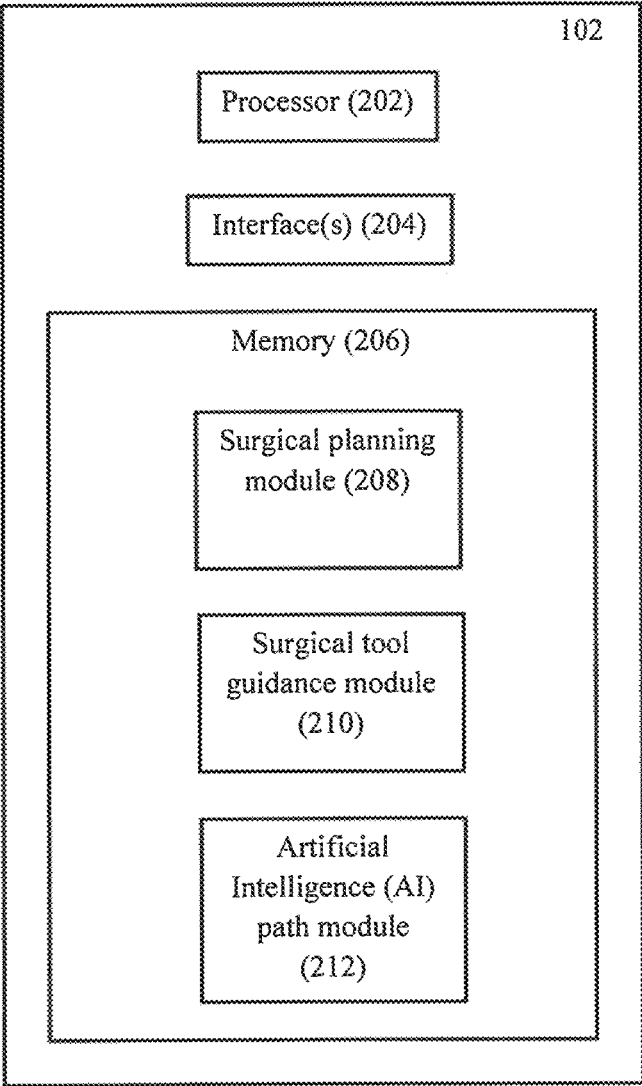 102
Processor (202)
Interface(s) (204)
Memory (206)
Surgical planning
module (208)
Surgical tool
guidance module
(210)
Artificial
Intelligence (AI)
path module
(212)